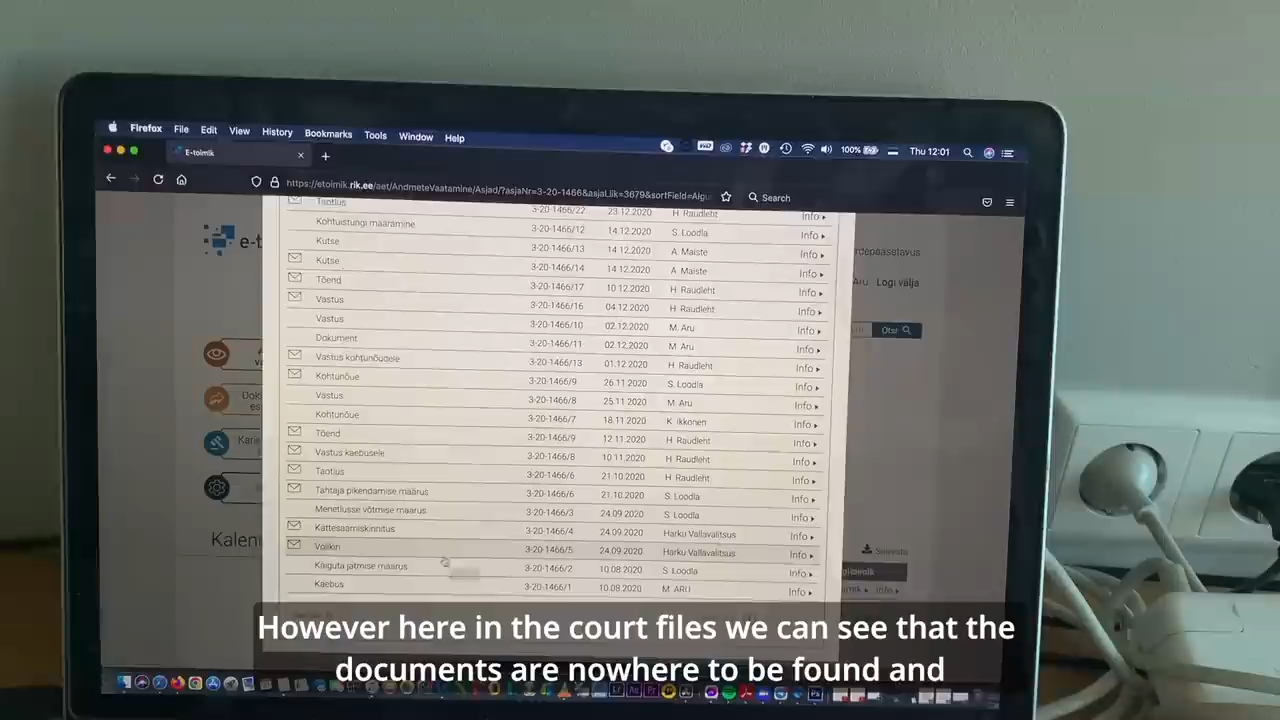 Firefox File Edit View History Bookmarks Tools Window Help 100% Thu 12:01
E-toimik
https://etoimik.rik.ee/aet/AndmeteVaatamine/Asjad/?asjaNr=3-20-1466&asjaLiik=3679&sortField=Algu Search
Taotlus 3-20-1466/22 23.12.2020 H Raudleht Info
Kohtuistungi määramine 3-20-1466/12 14.12.2020 S. Loodla Info
Kutse 3-20-1466/13 14.12.2020 A. Maiste Info
Kutse 3-20-1466/14 14.12.2020 A Maiste Info
Tõend 3-20-1466/17 10.12.2020 H Raudleht Info
Vastus 3-20-1466/16 04.12.2020 H Raudleht Info
Vastus 3-20-1466/10 02.12.2020 M. Aru Info
Dokument 3-20-1466/11 02.12.2020 M Aru Info
Vastus kohtunõudele 3-20-1466/13 01.12.2020 H Raudleht Info
Kohtunõue 3-20-1466/9 26.11.2020 S. Loodla Info
Vastus 3-20-1466/8 25.11.2020 M. Aru Info
Kohtunõue 3-20-1466/7 18.11.2020 K Ikkonen Info
Tõend 3-20-1466/9 12.11.2020 H Raudleht Info
Vastus kaebusele 3-20-1466/8 10.11.2020 H Raudleht Info
Taotlus 3-20-1466/6 21.10.2020 H. Raudleht Info
Tähtaja pikendamise määrus 3-20-1466/6 21.10.2020 S. Loodla Info
Menetlusse võtmise määrus 3-20-1466/3 24.09.2020 S. Loodla Info
Kättesaamiskinnitus 3-20-1466/4 24.09.2020 Harku Vallavalitsus Info
Volikiri 3-20-1466/5 24.09.2020 Harku Vallavalitsus Info
Käiguta jätmise määrus 3-20-1466/2 10.08.2020 S Loodla Info
Kaebus 3-20-1466/1 10.08.2020 M. ARU Info
Aru Logi välja
Otsi
Salvesta
Info
However here in the court files we can see that the
documents are nowhere to be found and